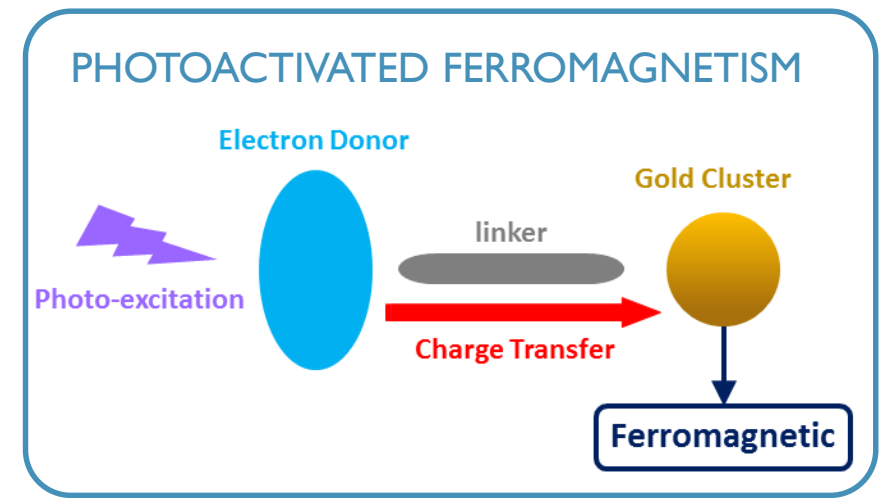 PHOTOACTIVATED FERROMAGNETISM
Electron Donor
Gold Cluster
linker
Photo-excitation
Charge Transfer
Ferromagnetic